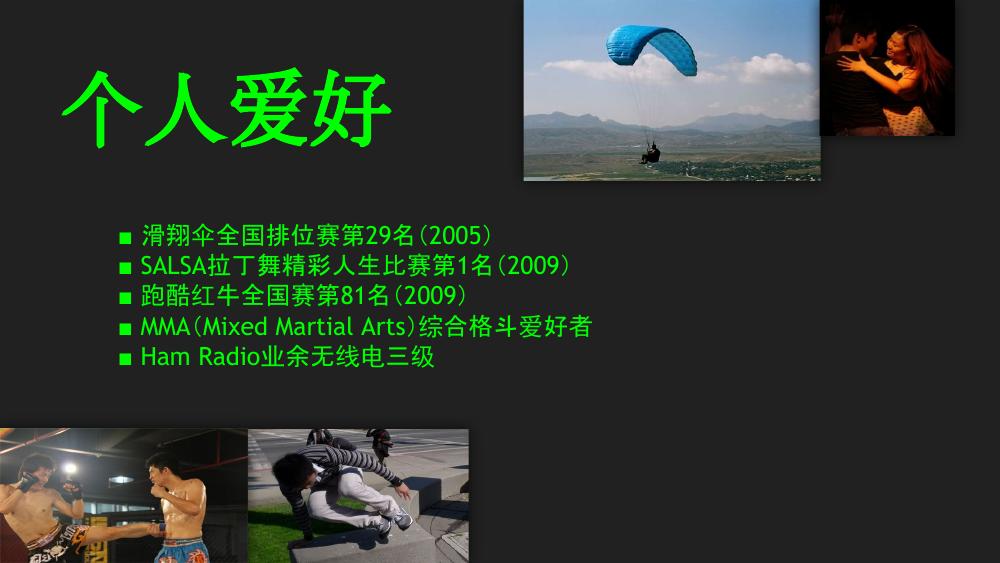 个人爱好
■ 滑翔伞全国排位赛第29名(2005)
■ SALSA拉丁舞精彩人生比赛第1名(2009)
■ 跑酷红牛全国赛第81名(2009)
■ MMA(Mixed Martial Arts)综合格斗爱好者
■ Ham Radio业余无线电三级